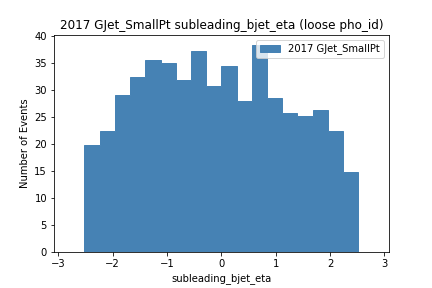 2017 GJet_SmallPt subleading_bjet_eta (loose pho_id)
2017 GJet_SmallPt
Number of Events
40
35
30
25
20
15
10
5
0
−3 −2 −1 0 1 2 3
subleading_bjet_eta